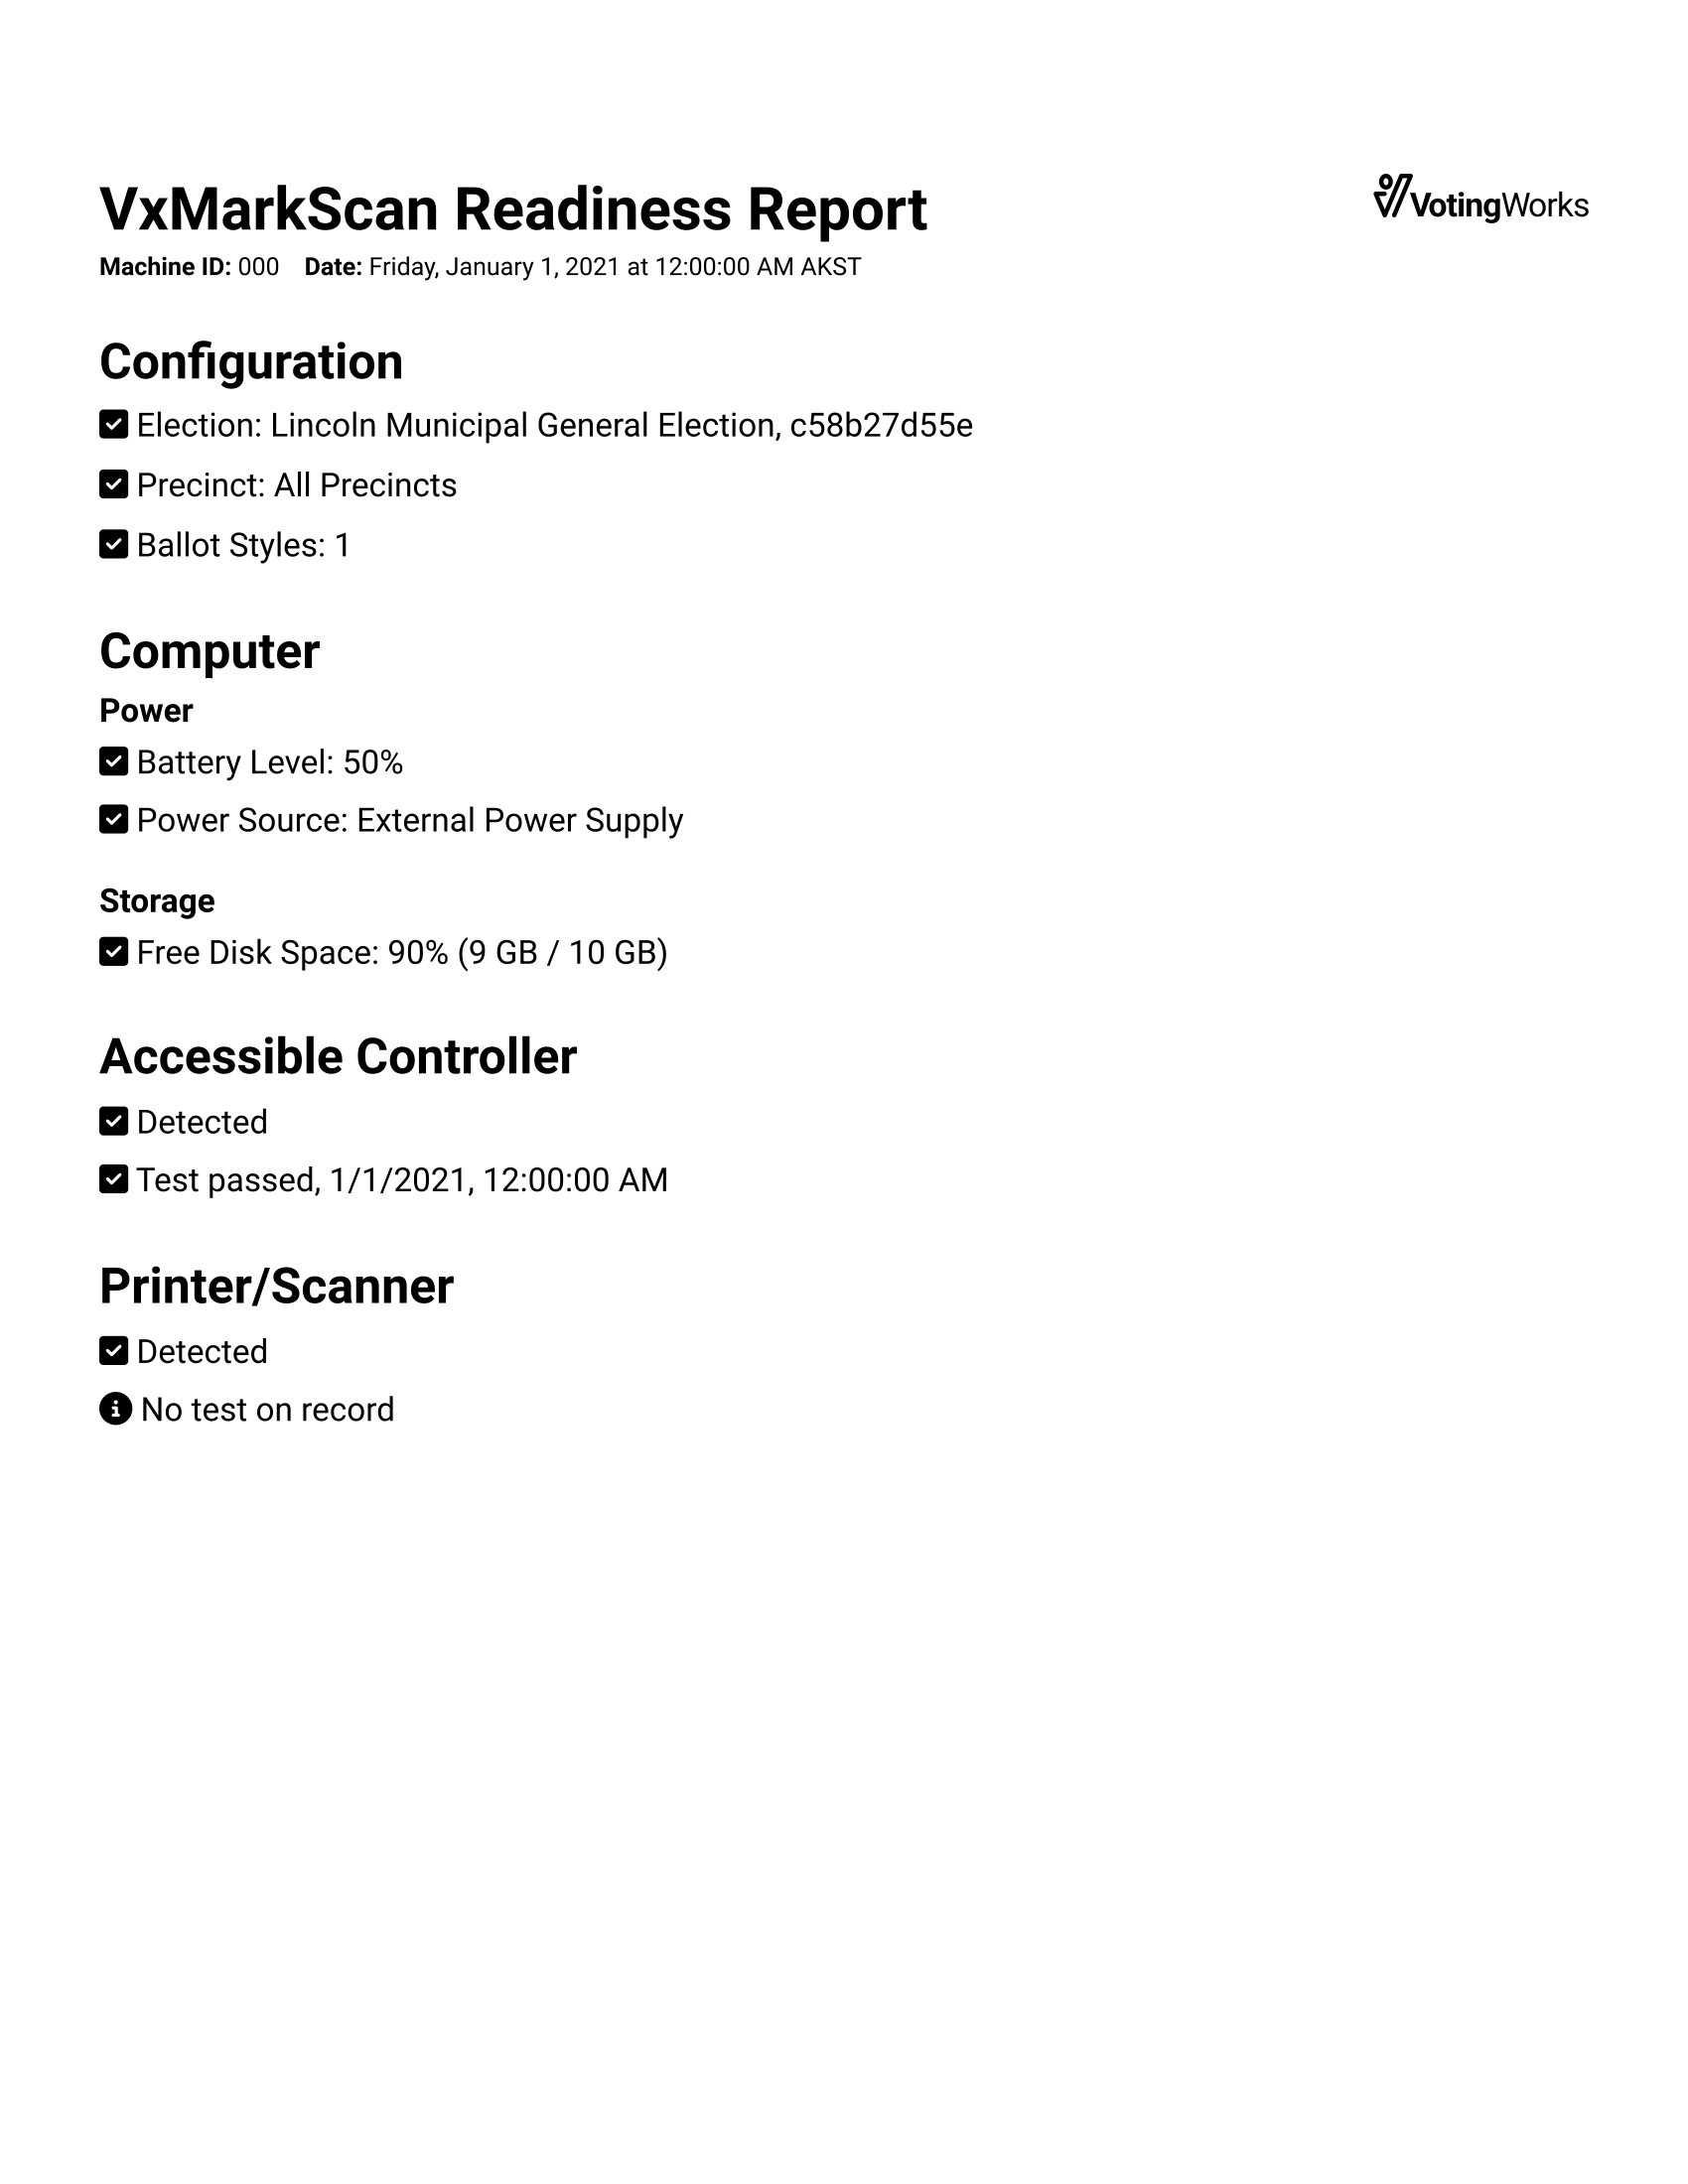 VxMarkScan Readiness Report
VotingWorks
Machine ID: 000 Date: Friday, January 1, 2021 at 12:00:00 AM AKST
Configuration
Election: Lincoln Municipal General Election, c58b27d55e
Precinct: All Precincts
Ballot Styles: 1
Computer
Power
Battery Level: 50%
Power Source: External Power Supply
Storage
Free Disk Space: 90% (9 GB / 10 GB)
Accessible Controller
Detected
Test passed, 1/1/2021, 12:00:00 AM
Printer/Scanner
Detected
No test on record